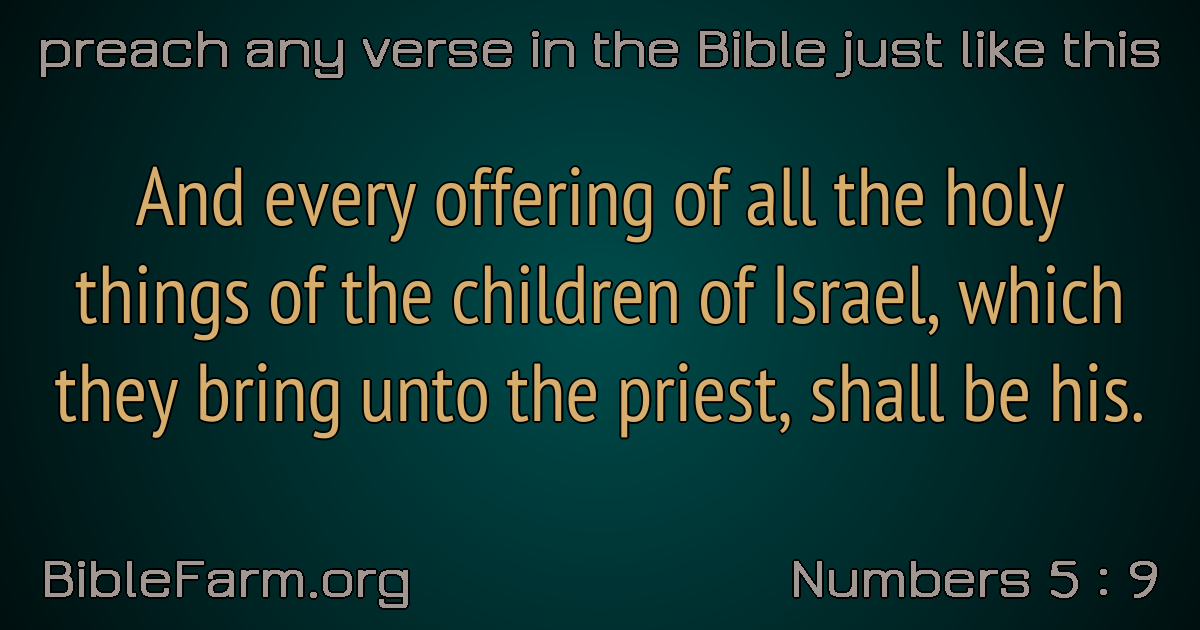 preach any verse in the Bible just like this
And every offering of all the holy
things of the children of Israel, which
they bring unto the priest, shall be his.
BibleFarm.org
Numbers 5 : 9